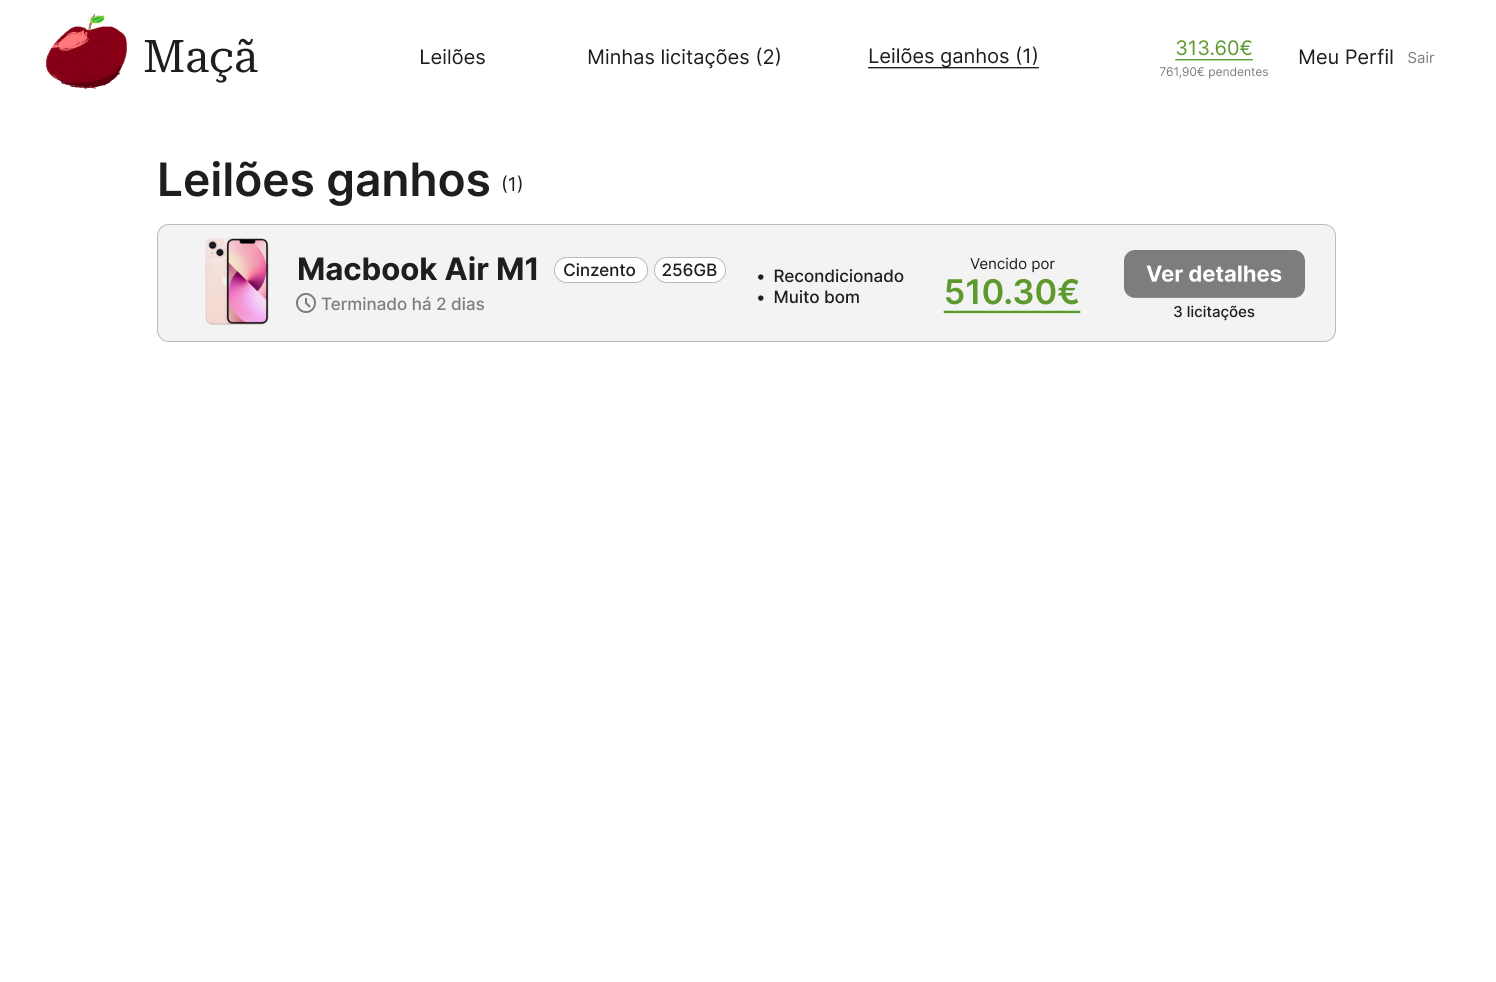 Maçã
Leilões
Minhas licitações (2)
Leilões ganhos (1)
313.60€
761,90€ pendentes
Meu Perfil
Sair
Leilões ganhos (1)
Macbook Air M1
Cinzento
256GB
Terminado há 2 dias
• Recondicionado
• Muito bom
Vencido por
510.30€
Ver detalhes
3 licitações